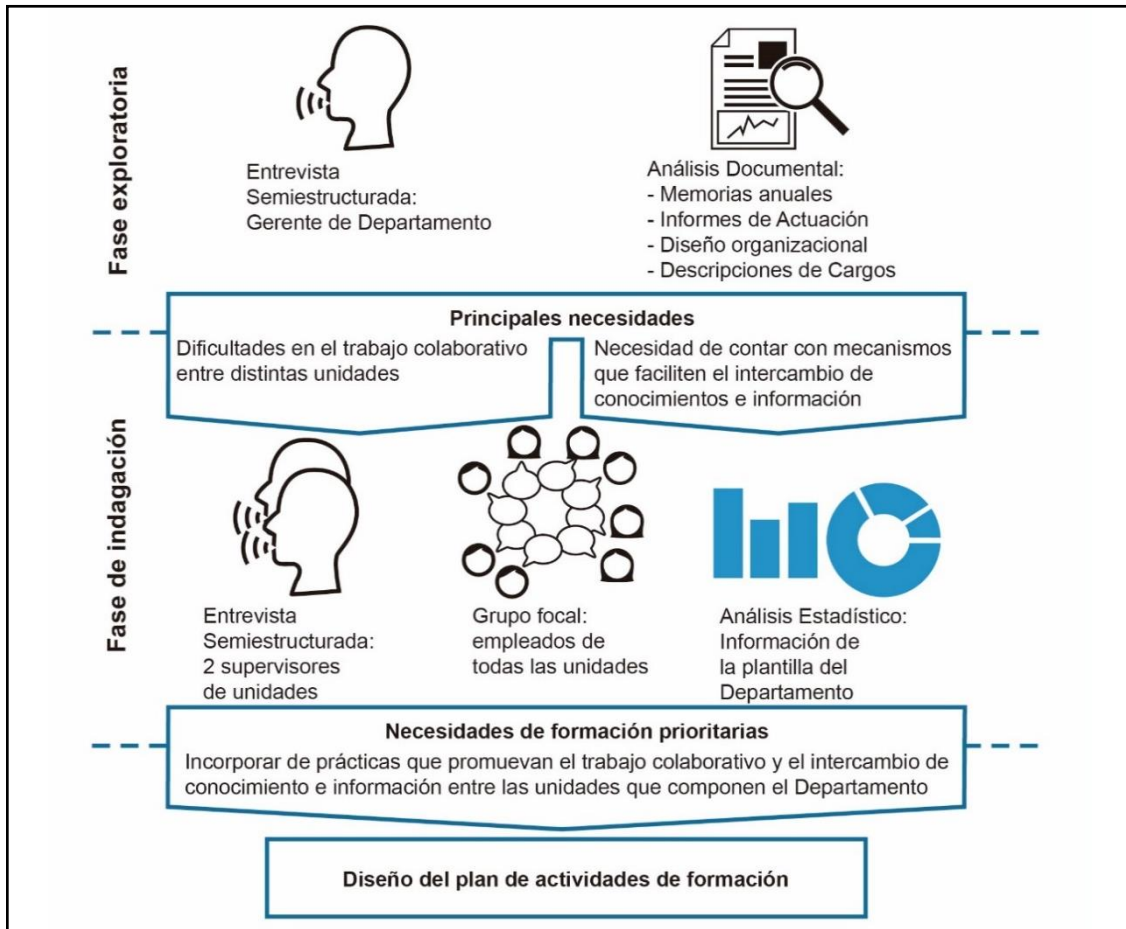 Fase exploratoria
Entrevista
Semiestructurada:
Gerente de Departamento
Análisis Documental:
- Memorias anuales
- Informes de Actuación
- Diseño organizacional
- Descripciones de Cargos
Principales necesidades
Dificultades en el trabajo colaborativo
entre distintas unidades
Necesidad de contar con mecanismos
que faciliten el intercambio de
conocimientos e información
Fase de indagación
Entrevista
Semiestructurada:
2 supervisores
de unidades
Grupo focal:
empleados de
todas las unidades
Análisis Estadístico:
Información de
la plantilla del
Departamento
Necesidades de formación prioritarias
Incorporar de prácticas que promuevan el trabajo colaborativo y el intercambio de
conocimiento e información entre las unidades que componen el Departamento
Diseño del plan de actividades de formación